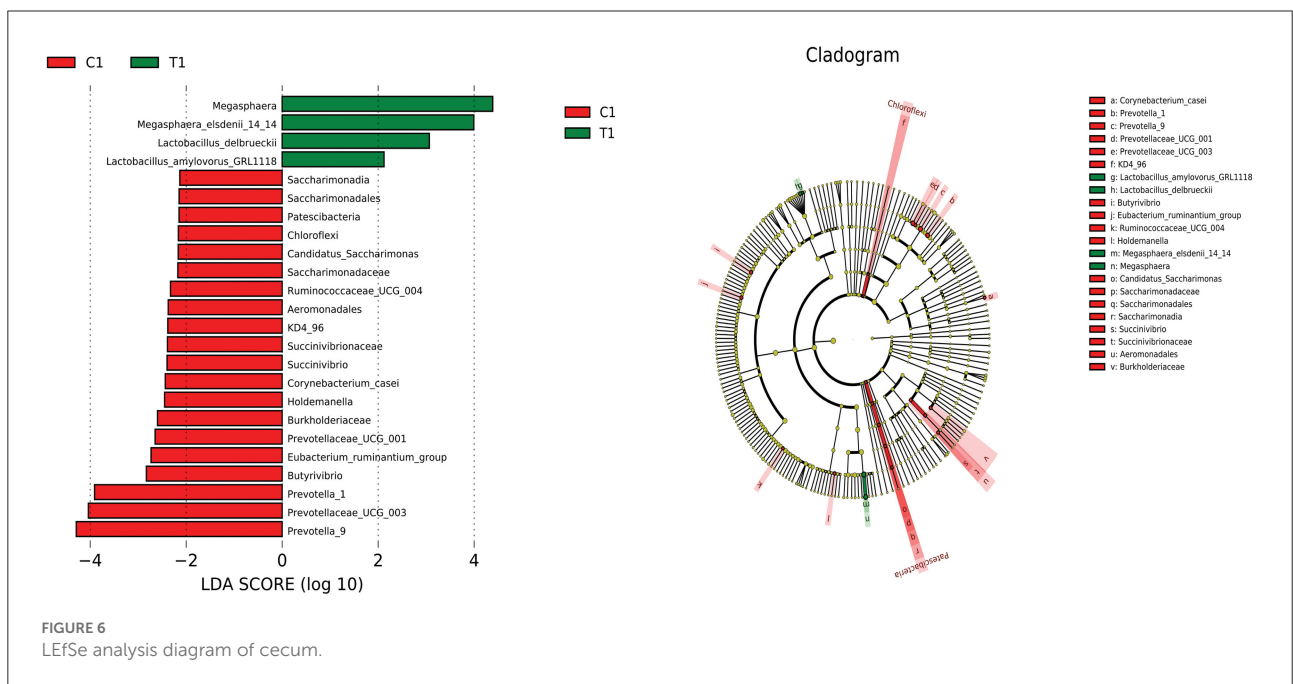 C1
T1
Megasphaera
Megasphaera_elsdenii_14_14
Lactobacillus_delbrueckii
Lactobacillus_amylovorus_GRL1118
Saccharimonadia
Saccharimonadales
Patescibacteria
Chloroflexi
Candidatus_Saccharimonas
Saccharimonadaceae
Ruminococcaceae_UCG_004
Aeromonadales
KD4_96
Succinivibrionaceae
Succinivibrio
Corynebacterium_casei
Holdemanella
Burkholderiaceae
Prevotellaceae_UCG_001
Eubacterium_ruminantium_group
Butyrivibrio
Prevotella_1
Prevotellaceae_UCG_003
Prevotella_9
−4 −2 0 2 4
LDA SCORE (log 10)
Cladogram
C1
T1
Chloroflexi
f
e d c b
a
v
u
t
s
Patescibacteria
r
q
p
o
n
m
l
k
j
i
h
a: Corynebacterium_casei
b: Prevotella_1
c: Prevotella_9
d: Prevotellaceae_UCG_001
e: Prevotellaceae_UCG_003
f: KD4_96
g: Lactobacillus_amylovorus_GRL1118
h: Lactobacillus_delbrueckii
i: Butyrivibrio
j: Eubacterium_ruminantium_group
k: Ruminococcaceae_UCG_004
l: Holdemanella
m: Megasphaera_elsdenii_14_14
n: Megasphaera
o: Candidatus_Saccharimonas
p: Saccharimonadaceae
q: Saccharimonadales
r: Saccharimonadia
s: Succinivibrio
t: Succinivibrionaceae
u: Aeromonadales
v: Burkholderiaceae
FIGURE 6
LEfSe analysis diagram of cecum.